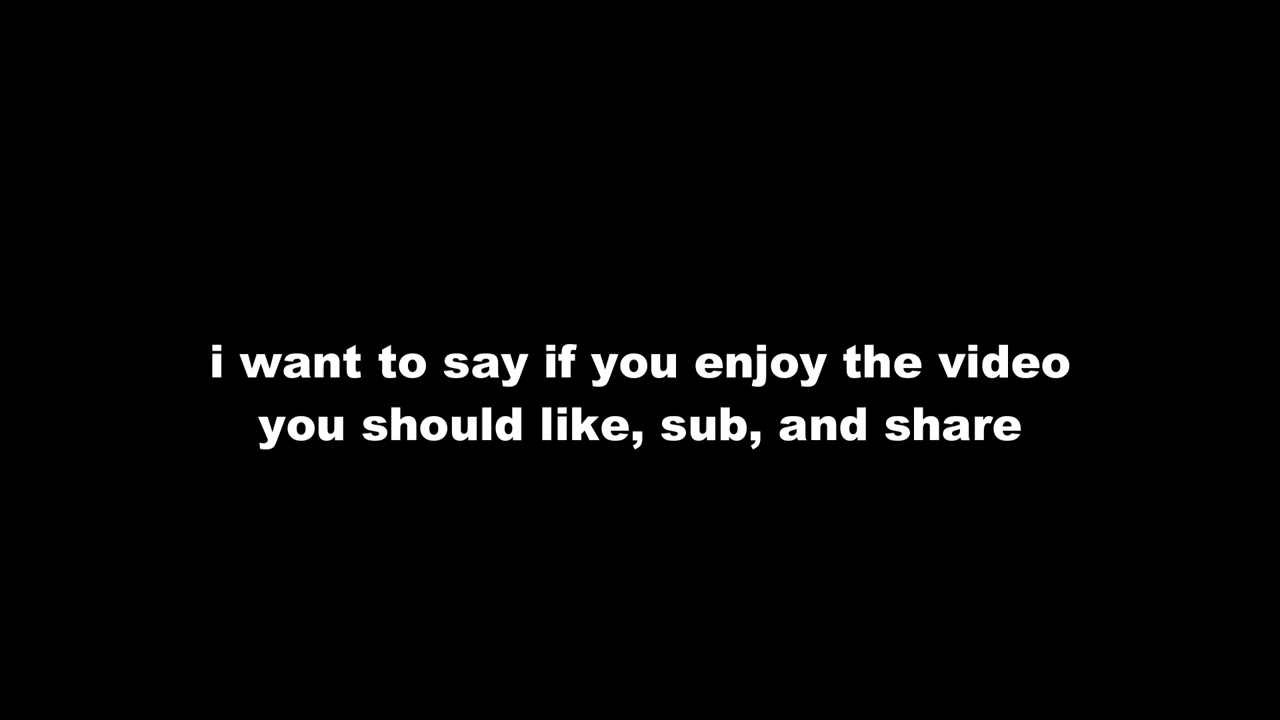 i want to say if you enjoy the video
you should like, sub, and share